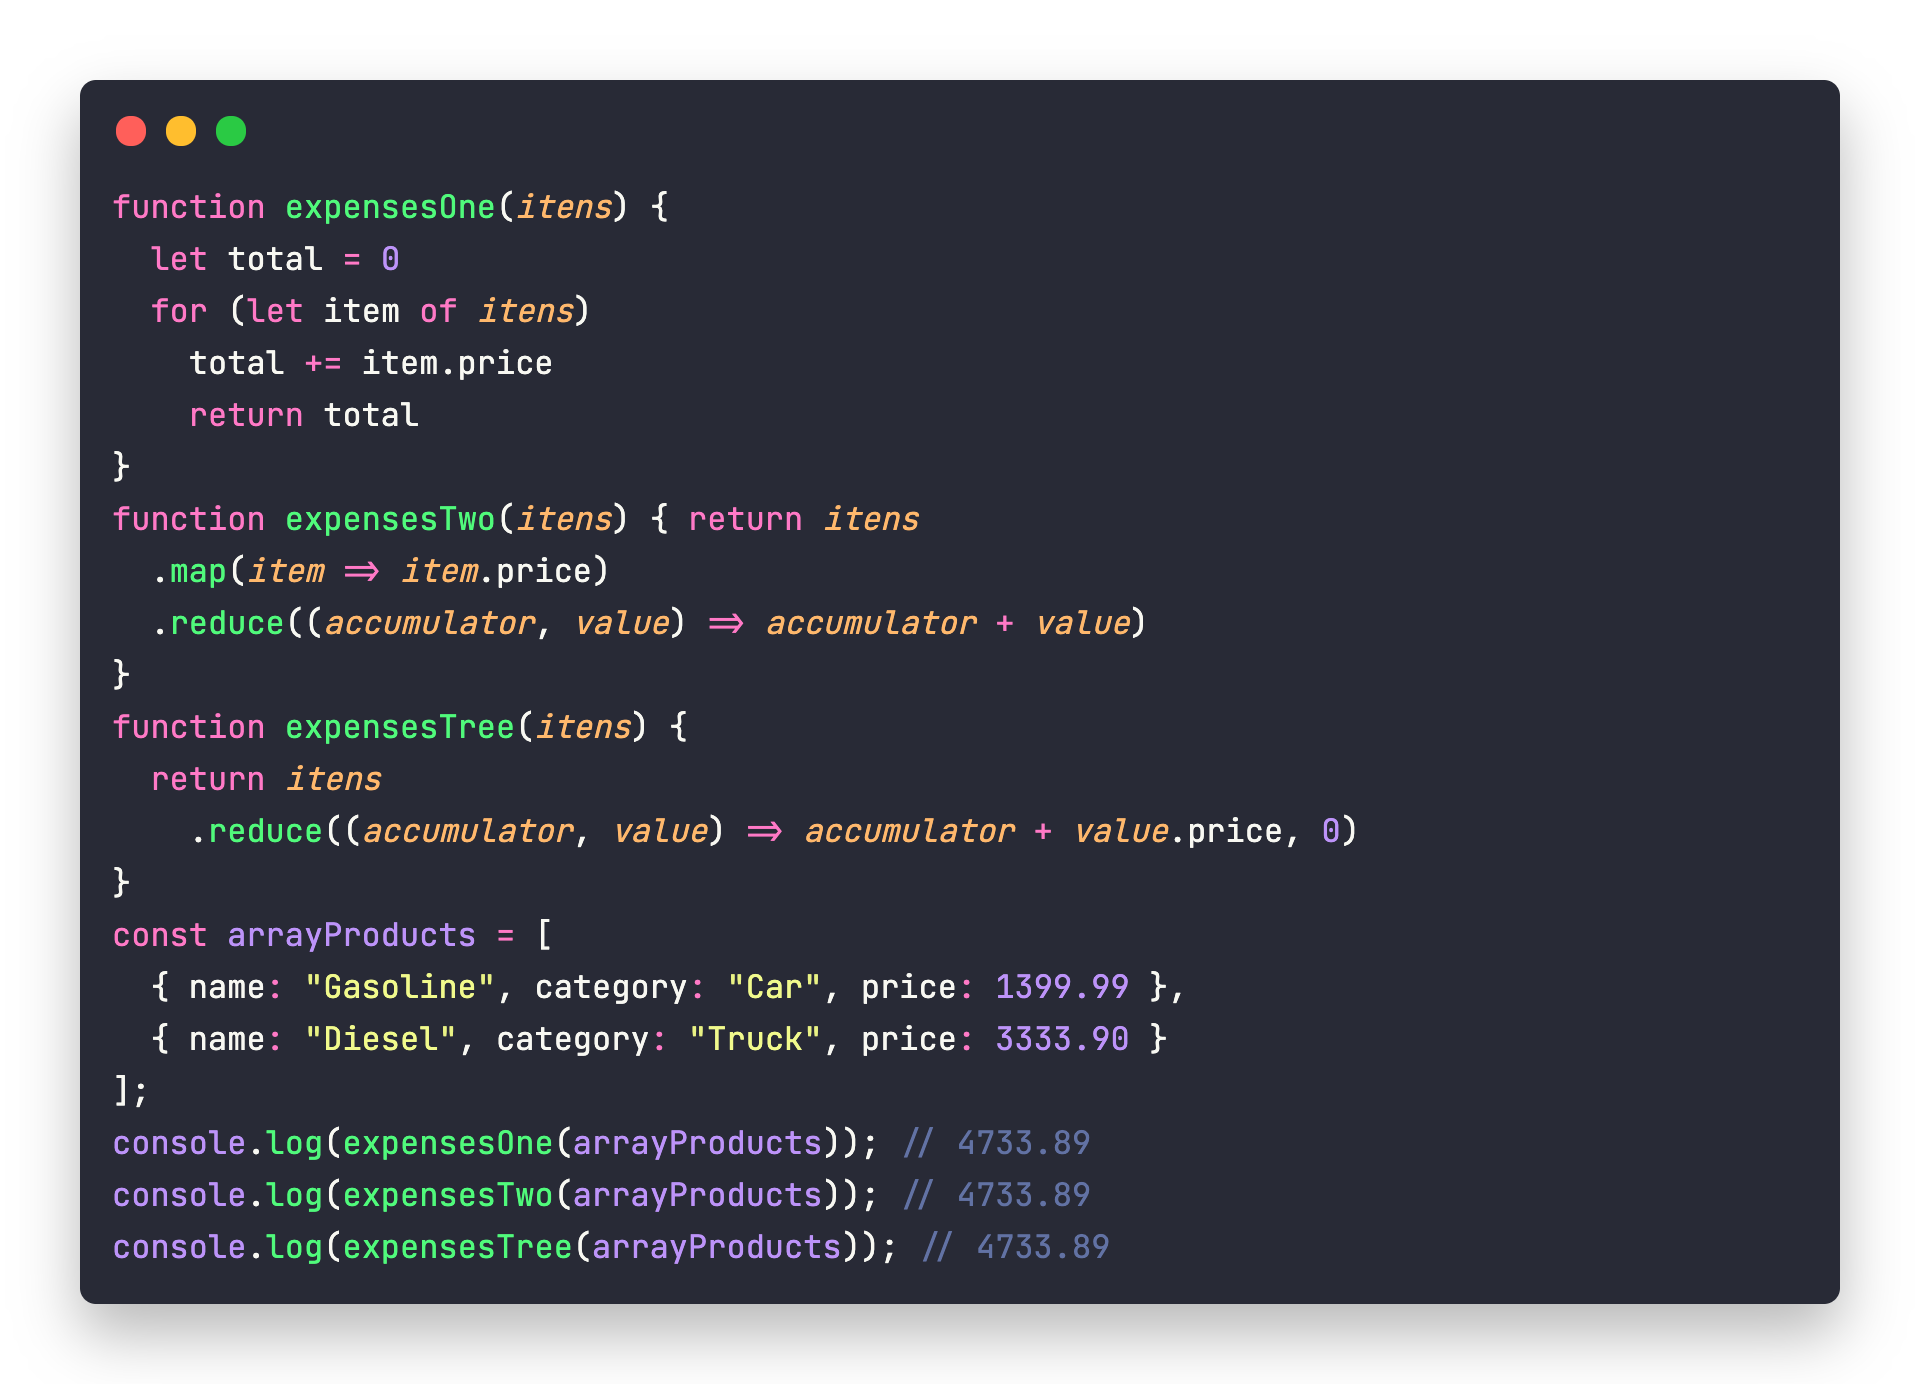 function expensesOne(itens) {
  let total = 0
  for (let item of itens)
    total += item.price
    return total
}
function expensesTwo(itens) { return itens
  .map(item => item.price)
  .reduce((accumulator, value) => accumulator + value)
}
function expensesTree(itens) {
  return itens
    .reduce((accumulator, value) => accumulator + value.price, 0)
}
const arrayProducts = [
  { name: "Gasoline", category: "Car", price: 1399.99 },
  { name: "Diesel", category: "Truck", price: 3333.90 }
];
console.log(expensesOne(arrayProducts)); // 4733.89
console.log(expensesTwo(arrayProducts)); // 4733.89
console.log(expensesTree(arrayProducts)); // 4733.89